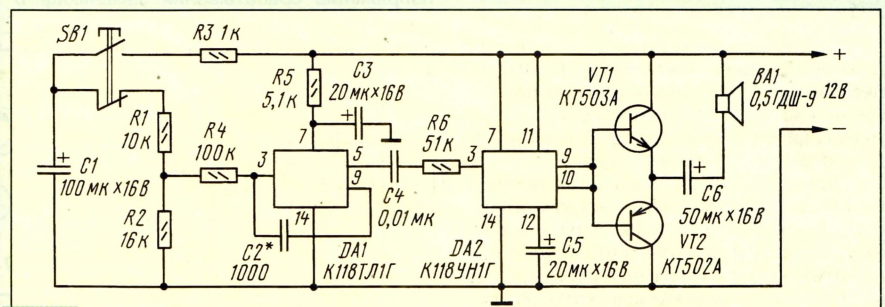 SB1
R3 1к
+
R5
5,1к
C3
20мк×16В
VT1
КТ503А
BA1
0,5ГДШ-9
12В
R1
10к
R4
100к
R6
51к
7
7
11
3
5
9
3
9
10
–
+
C1
100мк×16В
+
C4
0,01мк
+
C6
50мк×16В
R2
16к
14
14
12
C2*
1000
DA1
К118ТЛ1Г
DA2
К118УН1Г
+
C5
20мк×16В
VT2
КТ502А